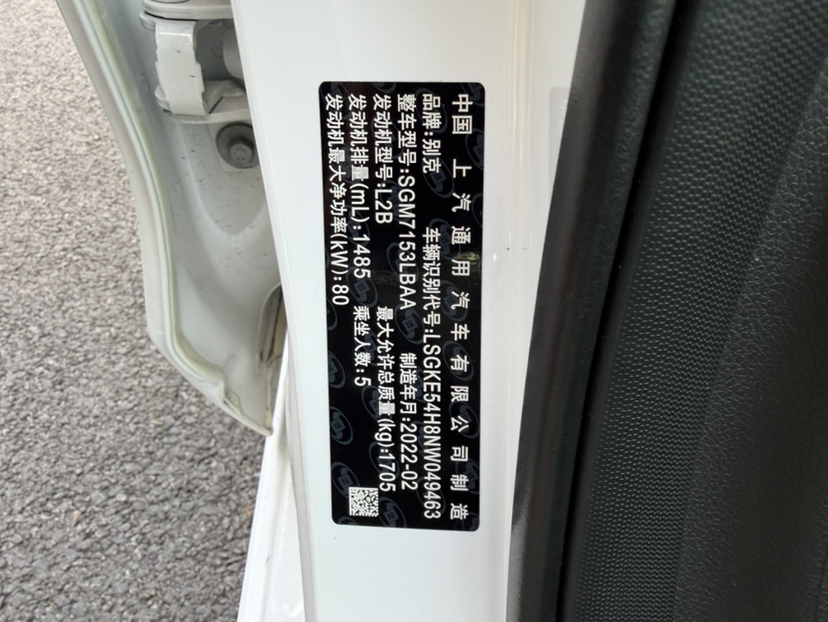 中国 上汽通用汽车有限公司制造
品牌:别克 车辆识别代号:LSGKE54H8NW049463
整车型号:SGM7153LBAA 制造年月:2022-02
发动机型号:L2B 最大允许总质量(kg):1705
发动机排量(mL):1485 乘坐人数:5
发动机最大净功率(kW):80